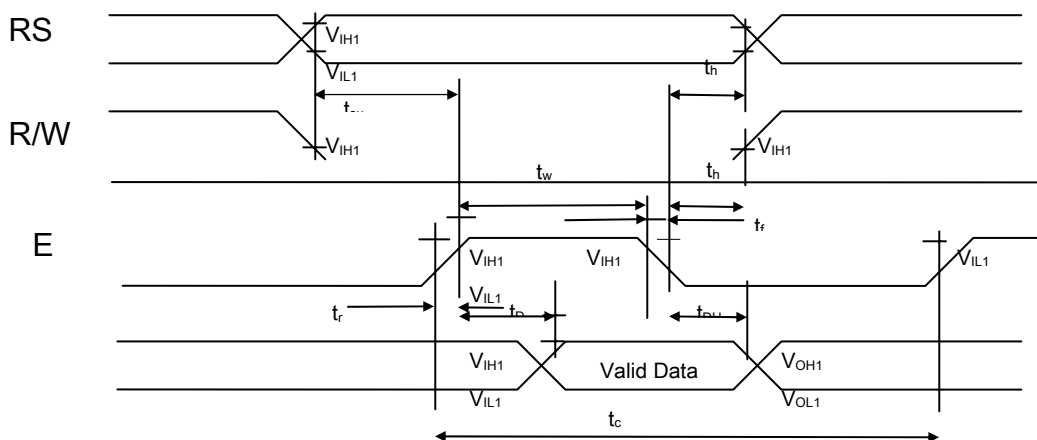 RS
VIH1
VIL1
th
R/W
VIH1
VIH1
tw
th
tf
E
VIH1
VIH1
VIL1
VIL1
tr
VIH1
Valid Data
VOH1
VIL1
VOL1
tc